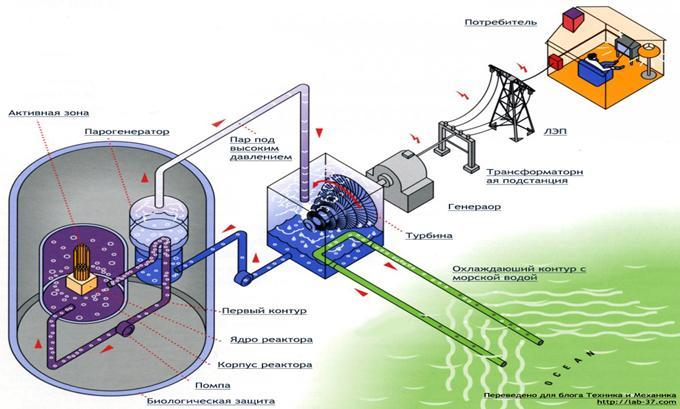 Потребитель
Активная зона
Парогенератор
Пар под
высоким
давлением
ЛЭП
Трансформаторн
ая подстанция
Генераор
Турбина
Охлаждаюший контур с
морской водой
Первый контур
Ядро реактора
Корпус реактора
Помпа
Биологическая защита
OCEAN
Переведено для блога Техника и Механика
http://lab-37.com